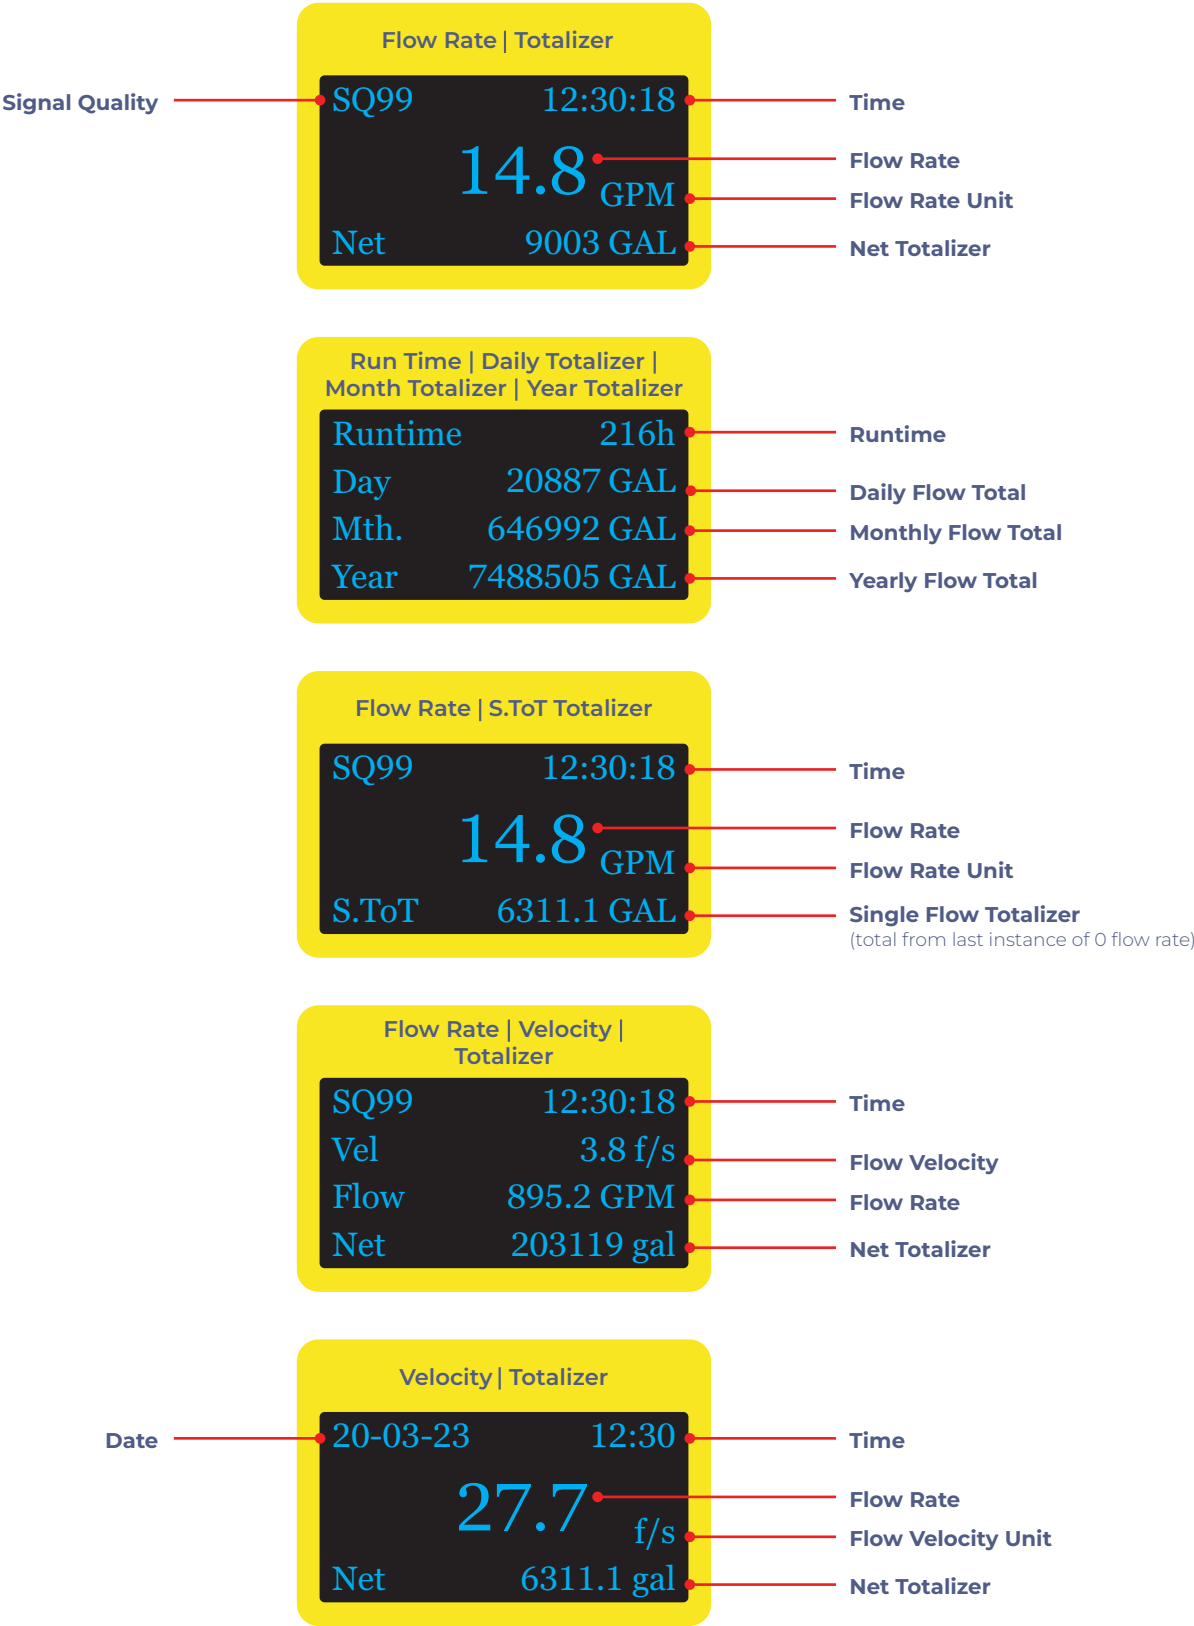 Flow Rate | Totalizer
Signal Quality
SQ99 12:30:18
Time
14.8
Flow Rate
GPM
Flow Rate Unit
Net 9003 GAL
Net Totalizer
Run Time | Daily Totalizer |
Month Totalizer | Year Totalizer
Runtime 216h
Runtime
Day 20887 GAL
Daily Flow Total
Mth. 646992 GAL
Monthly Flow Total
Year 7488505 GAL
Yearly Flow Total
Flow Rate | S.ToT Totalizer
SQ99 12:30:18
Time
14.8
Flow Rate
GPM
Flow Rate Unit
S.ToT 6311.1 GAL
Single Flow Totalizer
(total from last instance of 0 flow rate)
Flow Rate | Velocity |
Totalizer
SQ99 12:30:18
Time
Vel 3.8 f/s
Flow Velocity
Flow 895.2 GPM
Flow Rate
Net 203119 gal
Net Totalizer
Velocity | Totalizer
Date
20-03-23 12:30
Time
27.7
Flow Rate
f/s
Flow Velocity Unit
Net 6311.1 gal
Net Totalizer